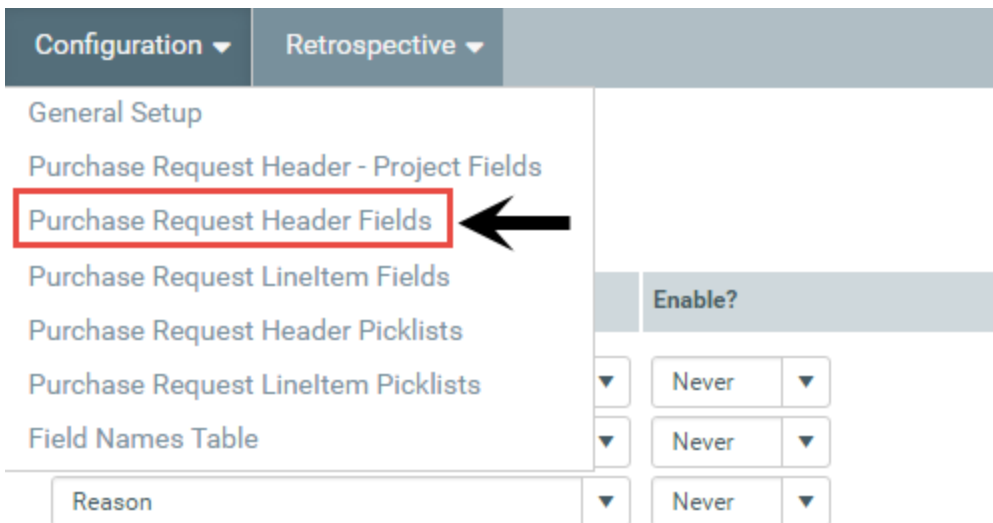 Configuration Retrospective
General Setup
Purchase Request Header - Project Fields
Purchase Request Header Fields
Purchase Request LineItem Fields
Enable?
Purchase Request Header Picklists
Purchase Request LineItem Picklists
Never
Field Names Table
Never
Reason Never